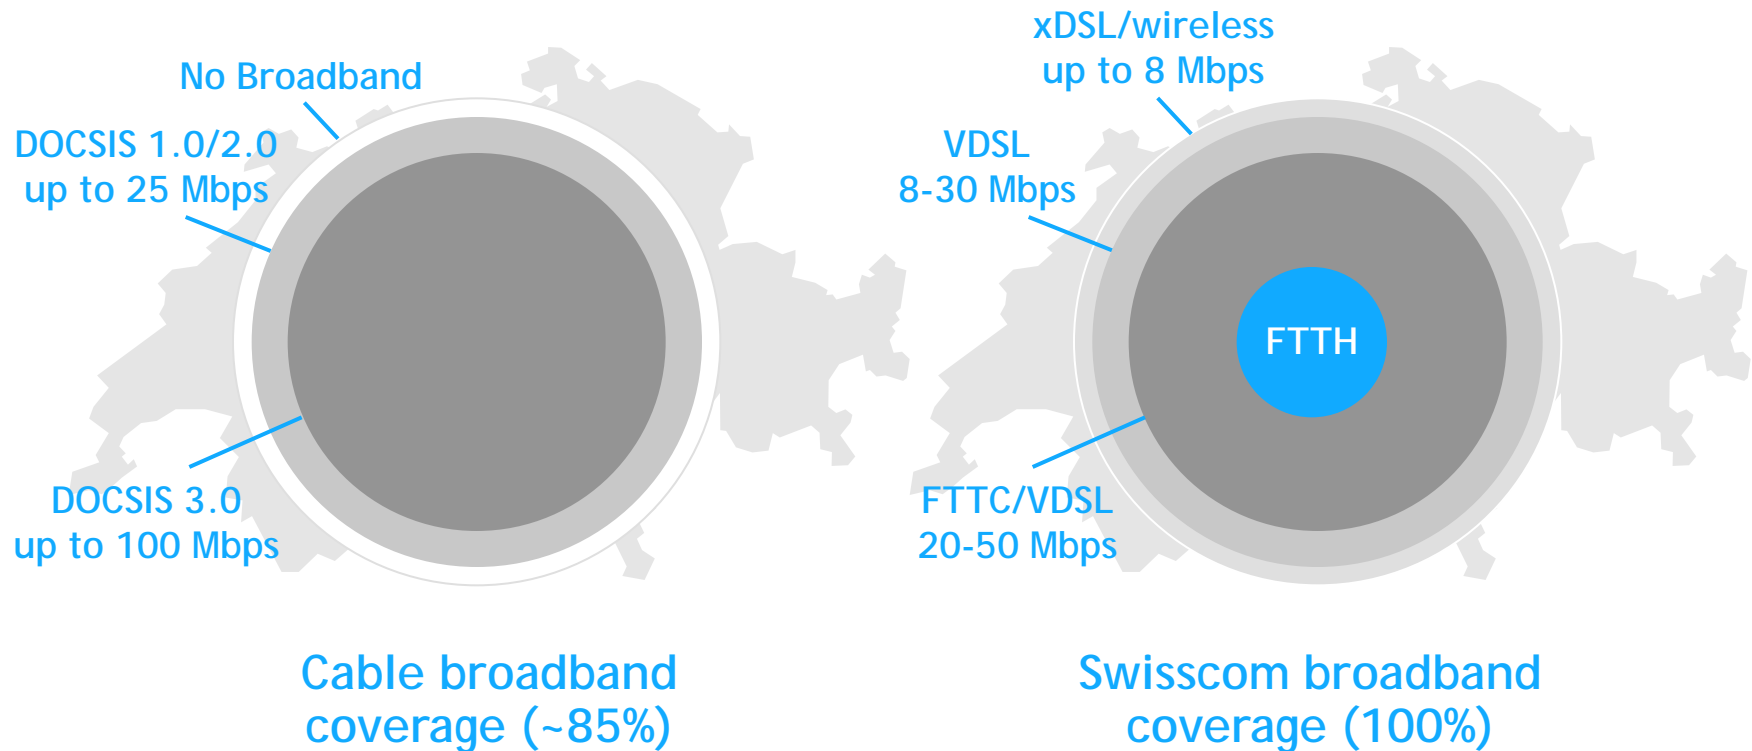 No Broadband
DOCSIS 1.0/2.0
up to 25 Mbps
DOCSIS 3.0
up to 100 Mbps
Cable broadband
coverage (~85%)
xDSL/wireless
up to 8 Mbps
VDSL
8-30 Mbps
FTTH
FTTC/VDSL
20-50 Mbps
Swisscom broadband
coverage (100%)